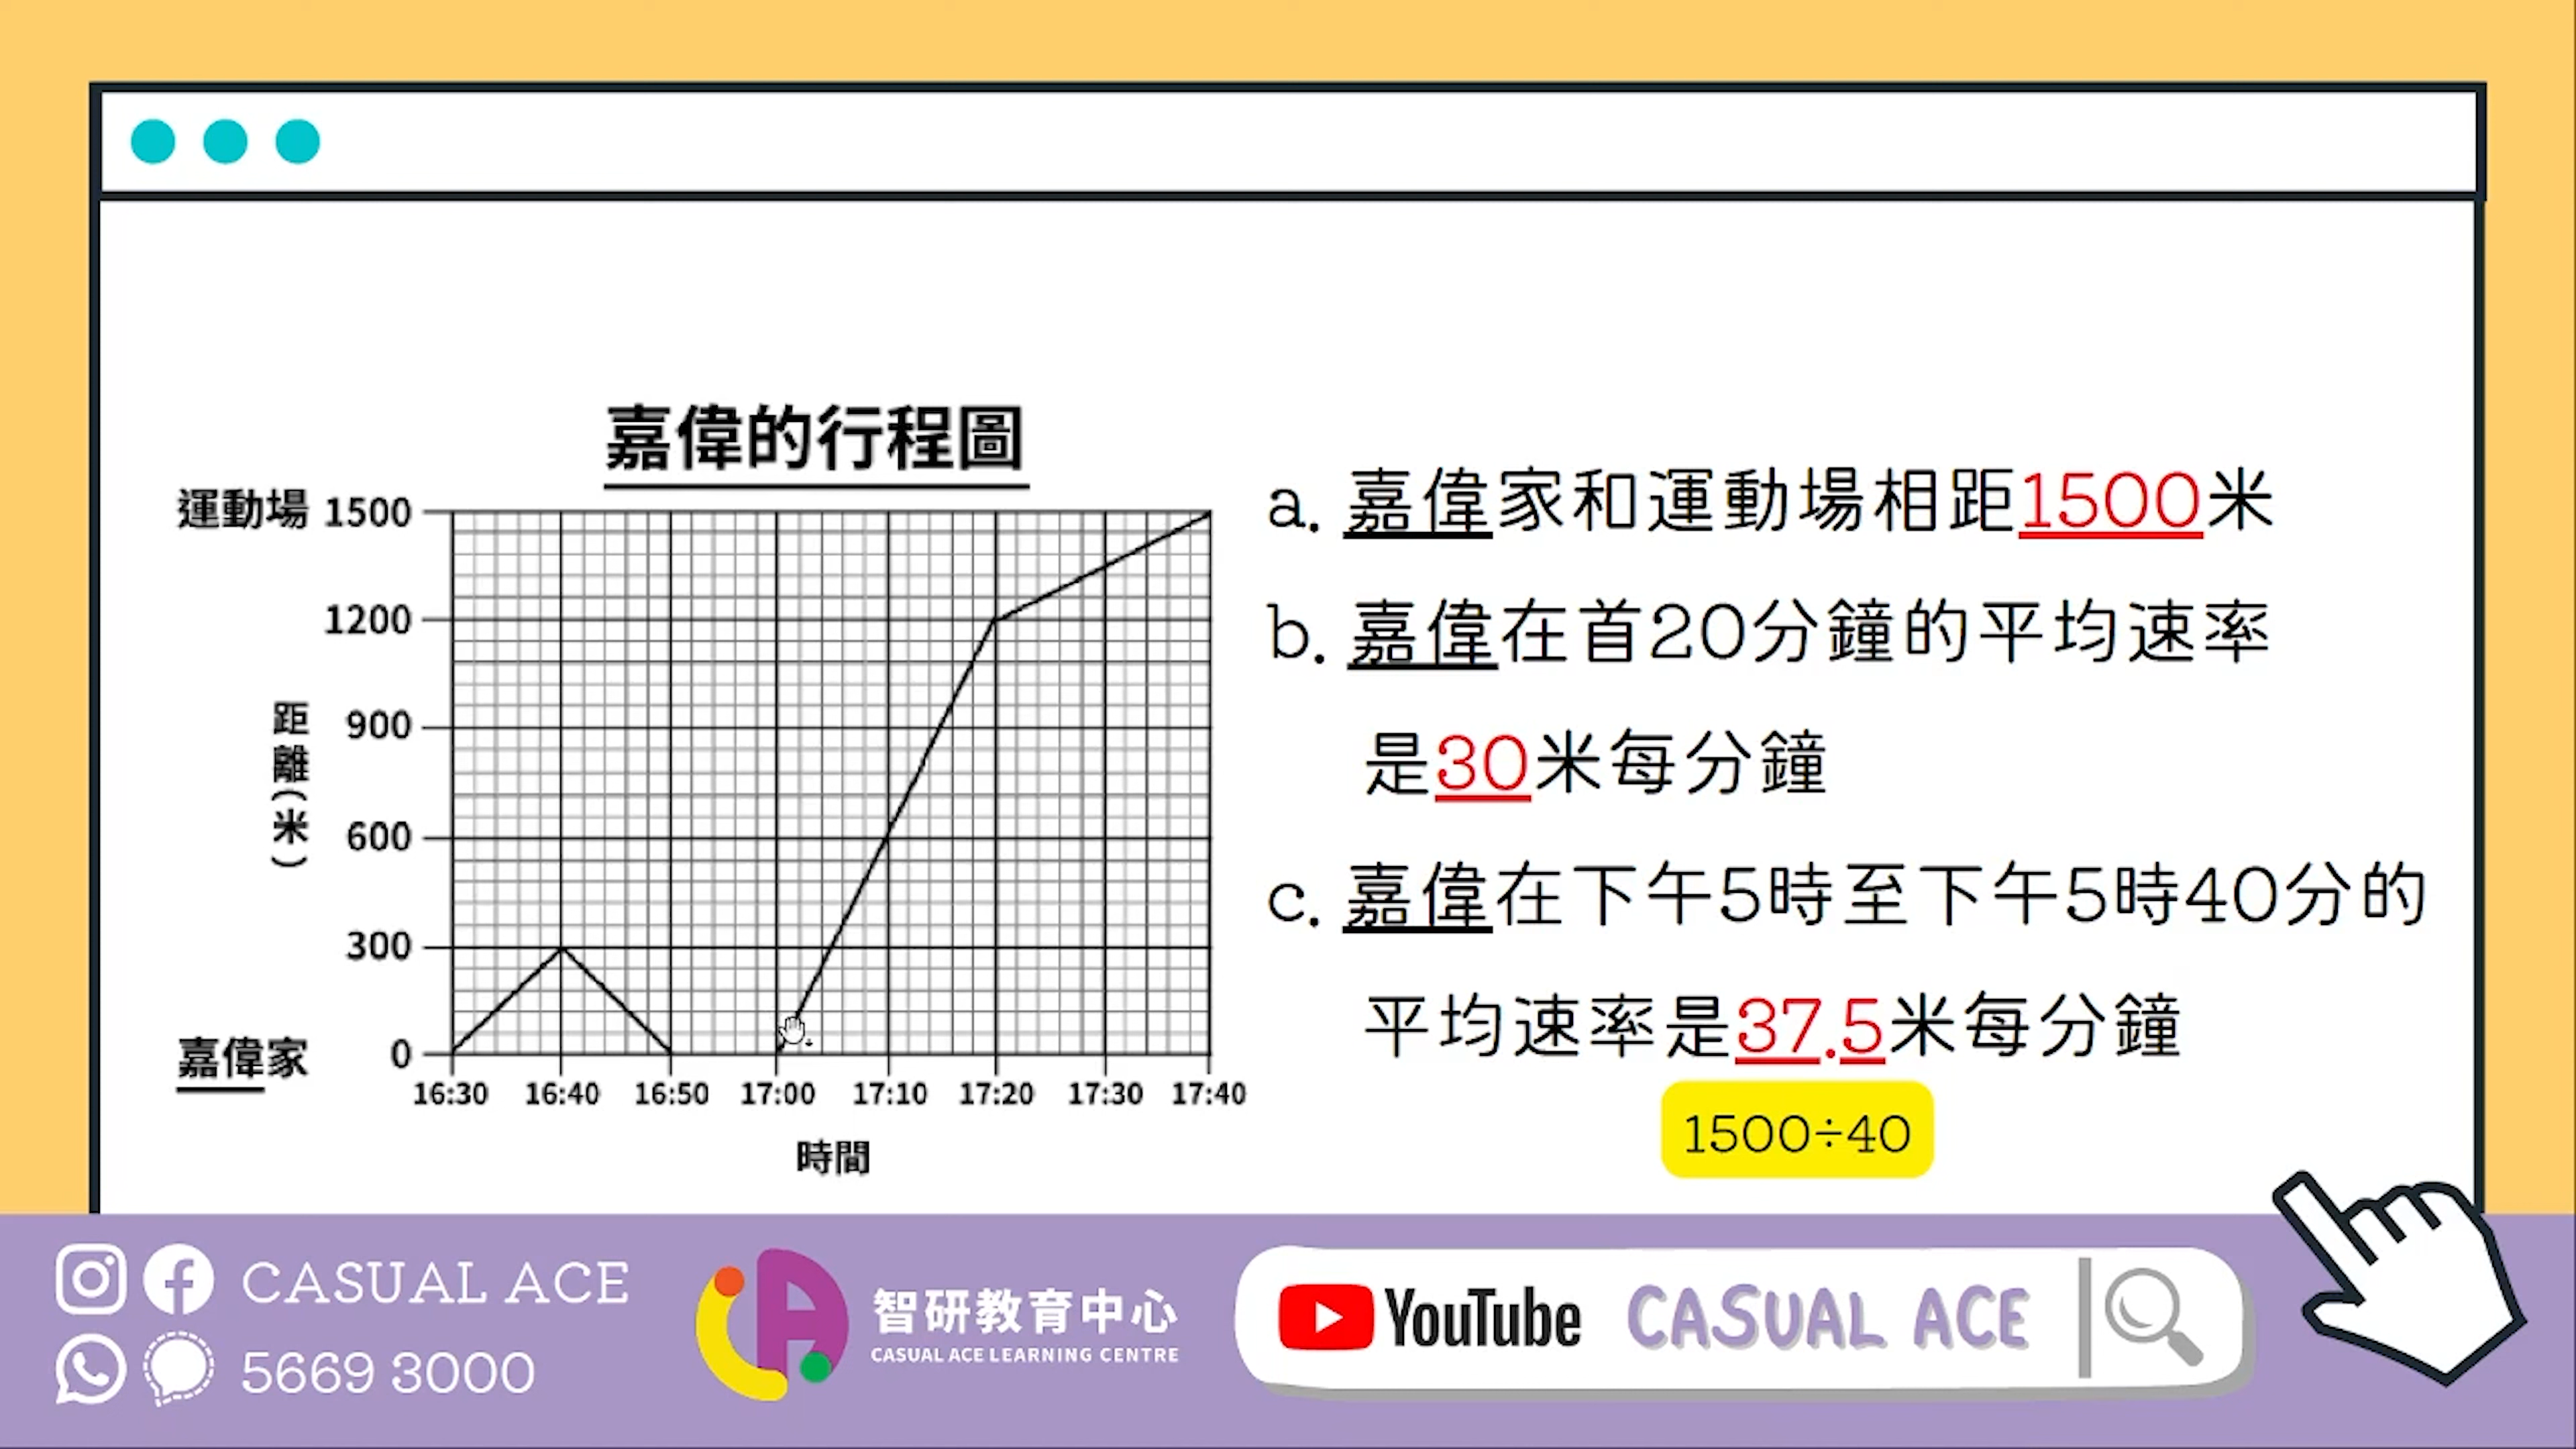 嘉偉的行程圖
運動場 1500
1200
距離(米)
900
600
300
嘉偉家 0
16:30 16:40 16:50 17:00 17:10 17:20 17:30 17:40
時間
a. 嘉偉家和運動場相距1500米
b. 嘉偉在首20分鐘的平均速率
是30米每分鐘
c. 嘉偉在下午5時至下午5時40分的
平均速率是37.5米每分鐘
1500÷40
CASUAL ACE
5669 3000
智研教育中心
CASUAL ACE LEARNING CENTRE
YouTube CASUAL ACE